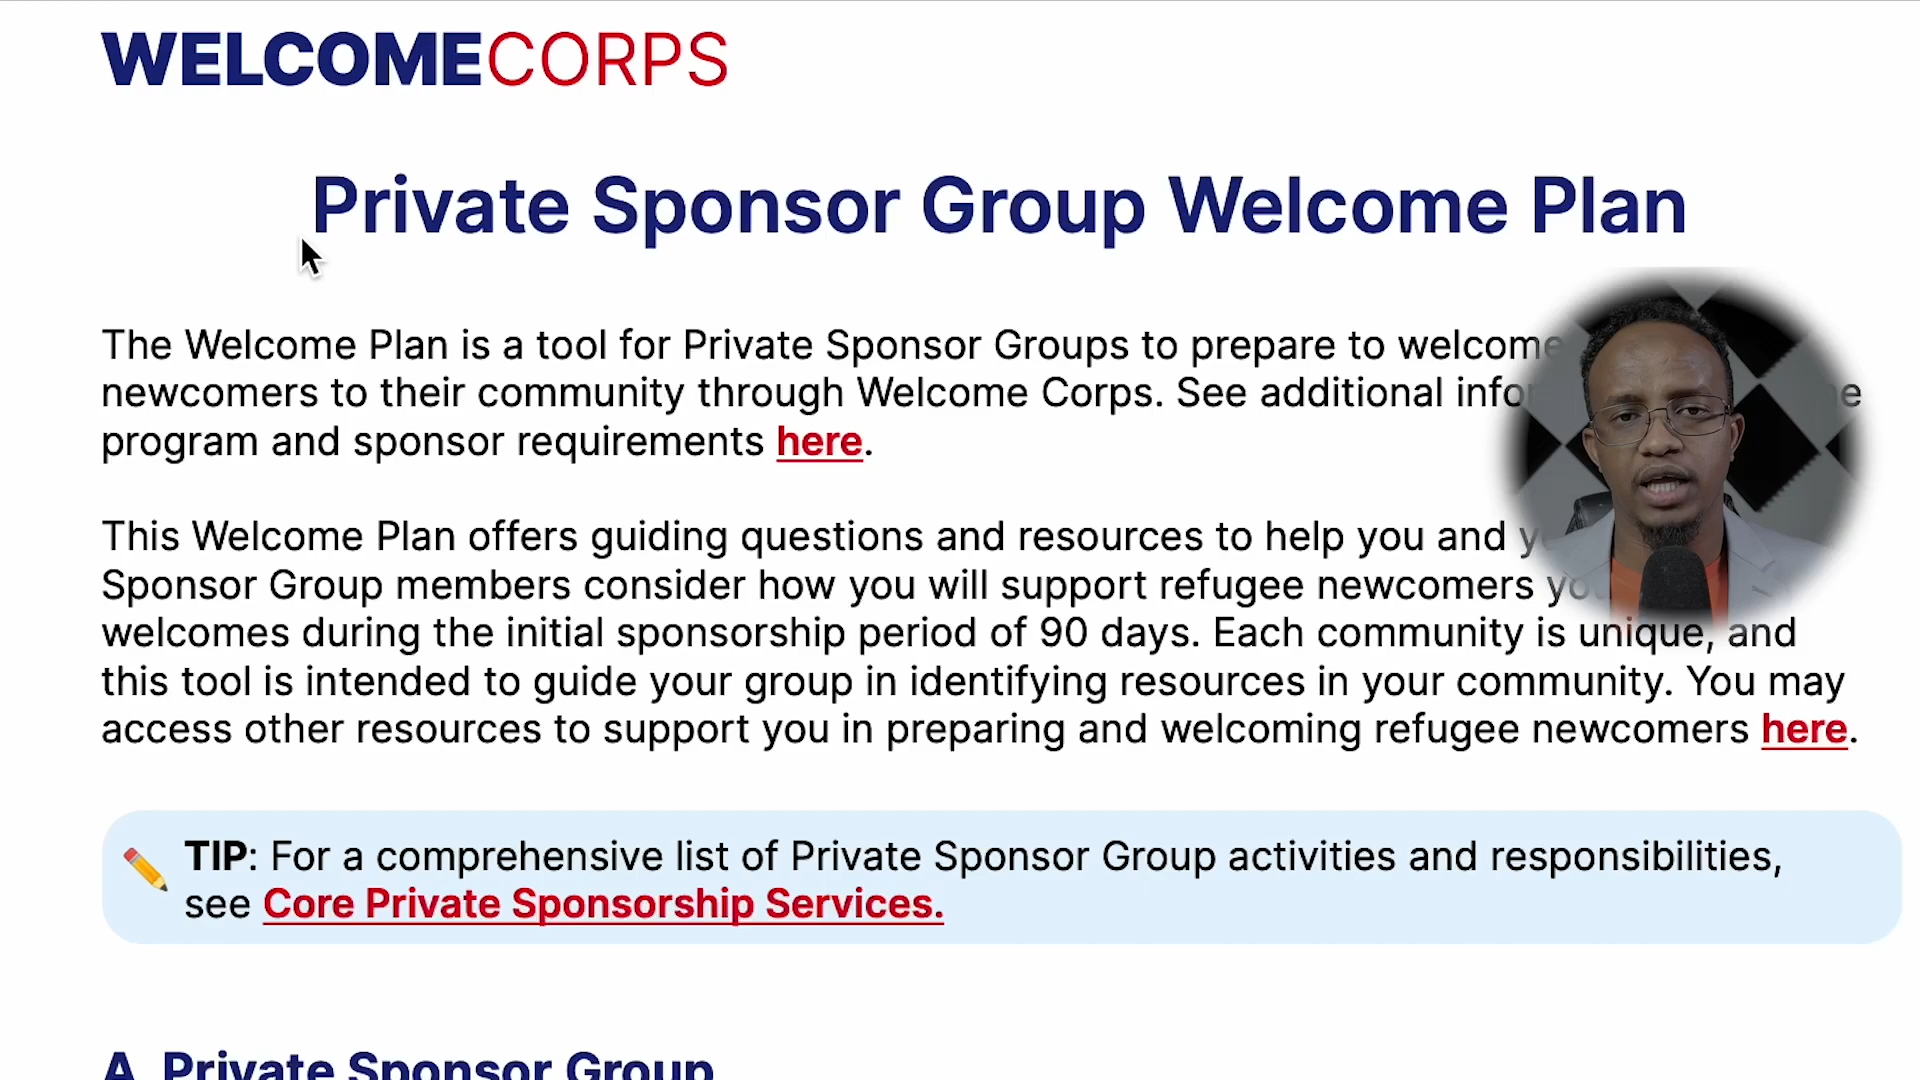 WELCOMECORPS
Private Sponsor Group Welcome Plan
The Welcome Plan is a tool for Private Sponsor Groups to prepare to welcome
newcomers to their community through Welcome Corps. See additional
program and sponsor requirements here.
This Welcome Plan offers guiding questions and resources to help you and
Sponsor Group members consider how you will support refugee newcomers
welcomes during the initial sponsorship period of 90 days. Each community is unique, and
this tool is intended to guide your group in identifying resources in your community. You may
access other resources to support you in preparing and welcoming refugee newcomers here.
TIP: For a comprehensive list of Private Sponsor Group activities and responsibilities,
see Core Private Sponsorship Services.
A. Private Sponsor Group